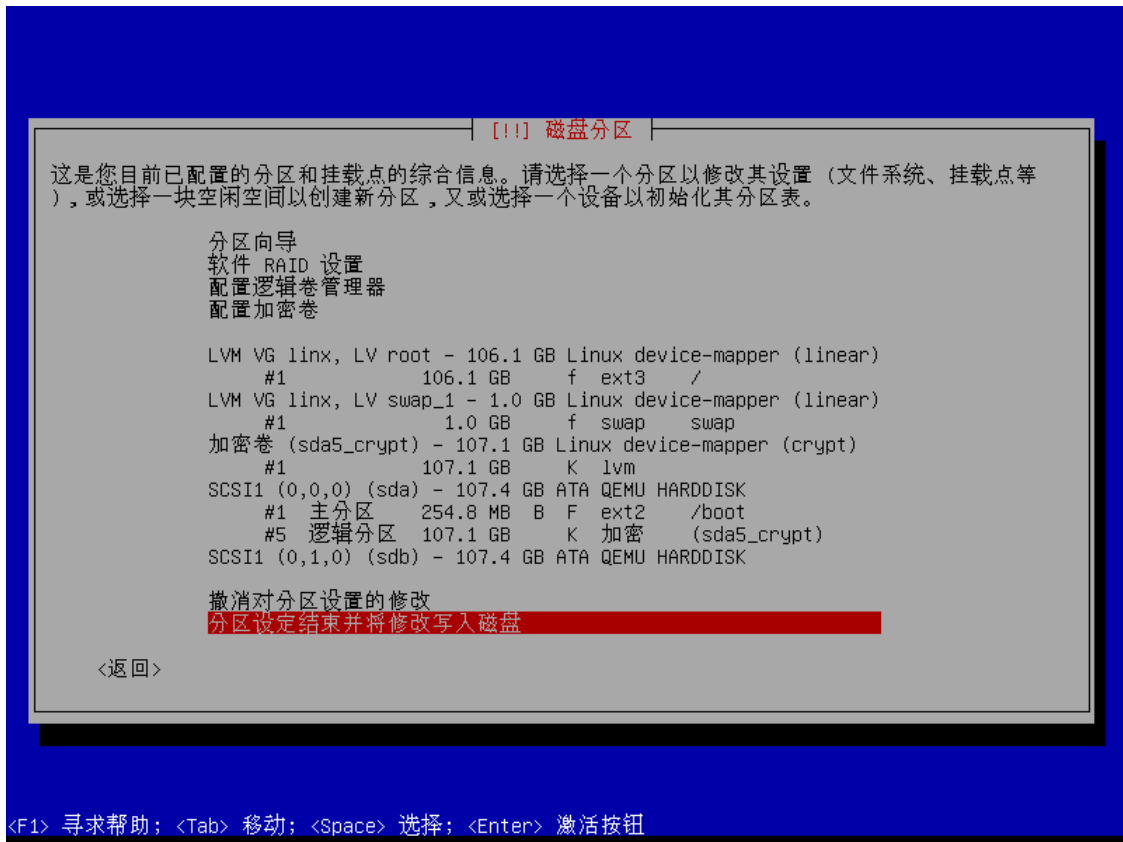 [!!] 磁盘分区
这是您目前已配置的分区和挂载点的综合信息。请选择一个分区以修改其设置 (文件系统、挂载点等
),或选择一块空闲空间以创建新分区,又或选择一个设备以初始化其分区表。
分区向导
软件 RAID 设置
配置逻辑卷管理器
配置加密卷
LVM VG linx, LV root - 106.1 GB Linux device-mapper (linear)
#1 106.1 GB f ext3 /
LVM VG linx, LV swap_1 - 1.0 GB Linux device-mapper (linear)
#1 1.0 GB f swap swap
加密卷 (sda5_crypt) - 107.1 GB Linux device-mapper (crypt)
#1 107.1 GB K lvm
SCSI1 (0,0,0) (sda) - 107.4 GB ATA QEMU HARDDISK
#1 主分区 254.8 MB B F ext2 /boot
#5 逻辑分区 107.1 GB K 加密 (sda5_crypt)
SCSI1 (0,1,0) (sdb) - 107.4 GB ATA QEMU HARDDISK
撤消对分区设置的修改
分区设定结束并将修改写入磁盘
<返回>
<F1> 寻求帮助; <Tab> 移动; <Space> 选择; <Enter> 激活按钮